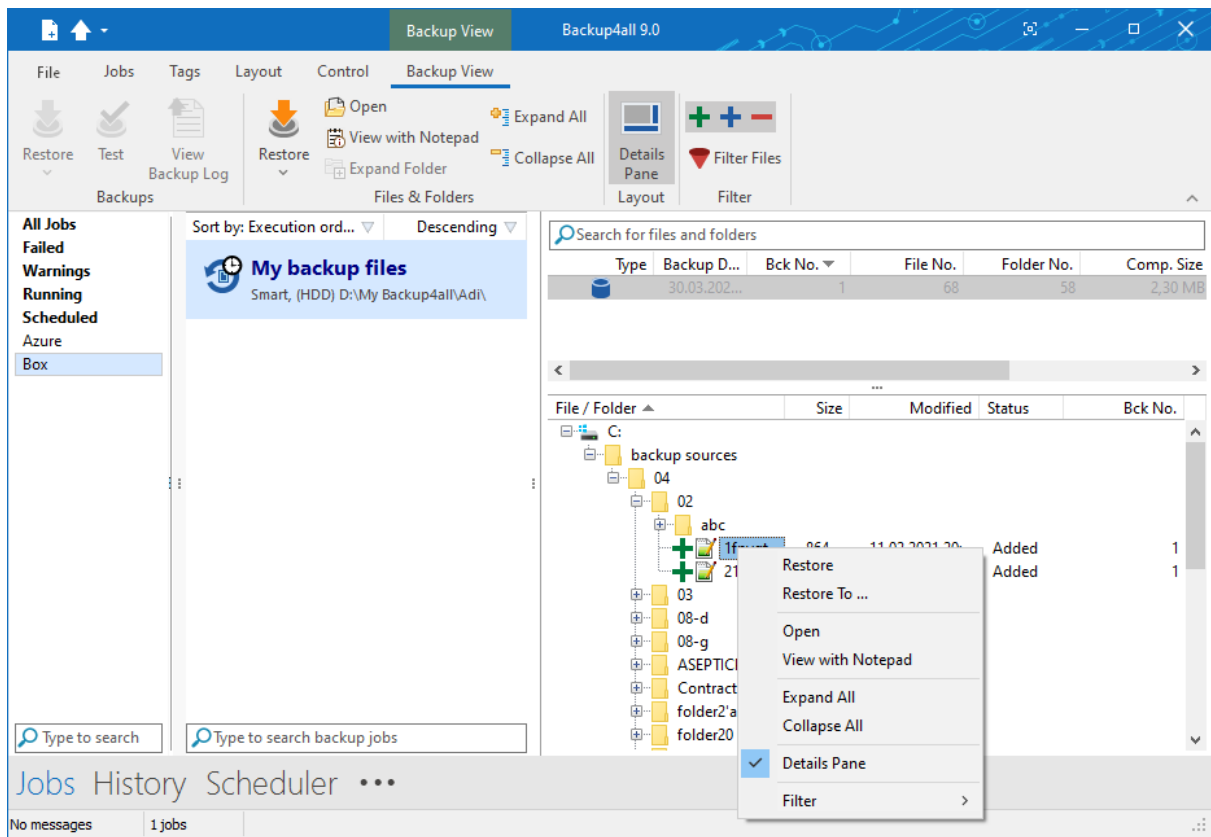 Backup View
Backup4all 9.0
File Jobs Tags Layout Control Backup View
Restore
Test
View
Backup Log
Backups
Restore
Open
View with Notepad
Expand Folder
Expand All
Collapse All
Files & Folders
Details
Pane
Layout
Filter Files
Filter
All Jobs
Failed
Warnings
Running
Scheduled
Azure
Box
Type to search
Sort by: Execution ord... Descending
My backup files
Smart, (HDD) D:\My Backup4all\Adi\
Type to search backup jobs
Search for files and folders
Type Backup D... Bck No. File No. Folder No. Comp. Size
30.03.202... 1 68 58 2,30 MB
File / Folder Size Modified Status Bck No.
C:
backup sources
04
02
abc
864 Added 1
21 Added 1
03
08-d
08-g
ASEPTICI
Contract
folder2'a
folder20
Restore
Restore To ...
Open
View with Notepad
Expand All
Collapse All
Details Pane
Filter
Jobs History Scheduler •••
No messages 1 jobs